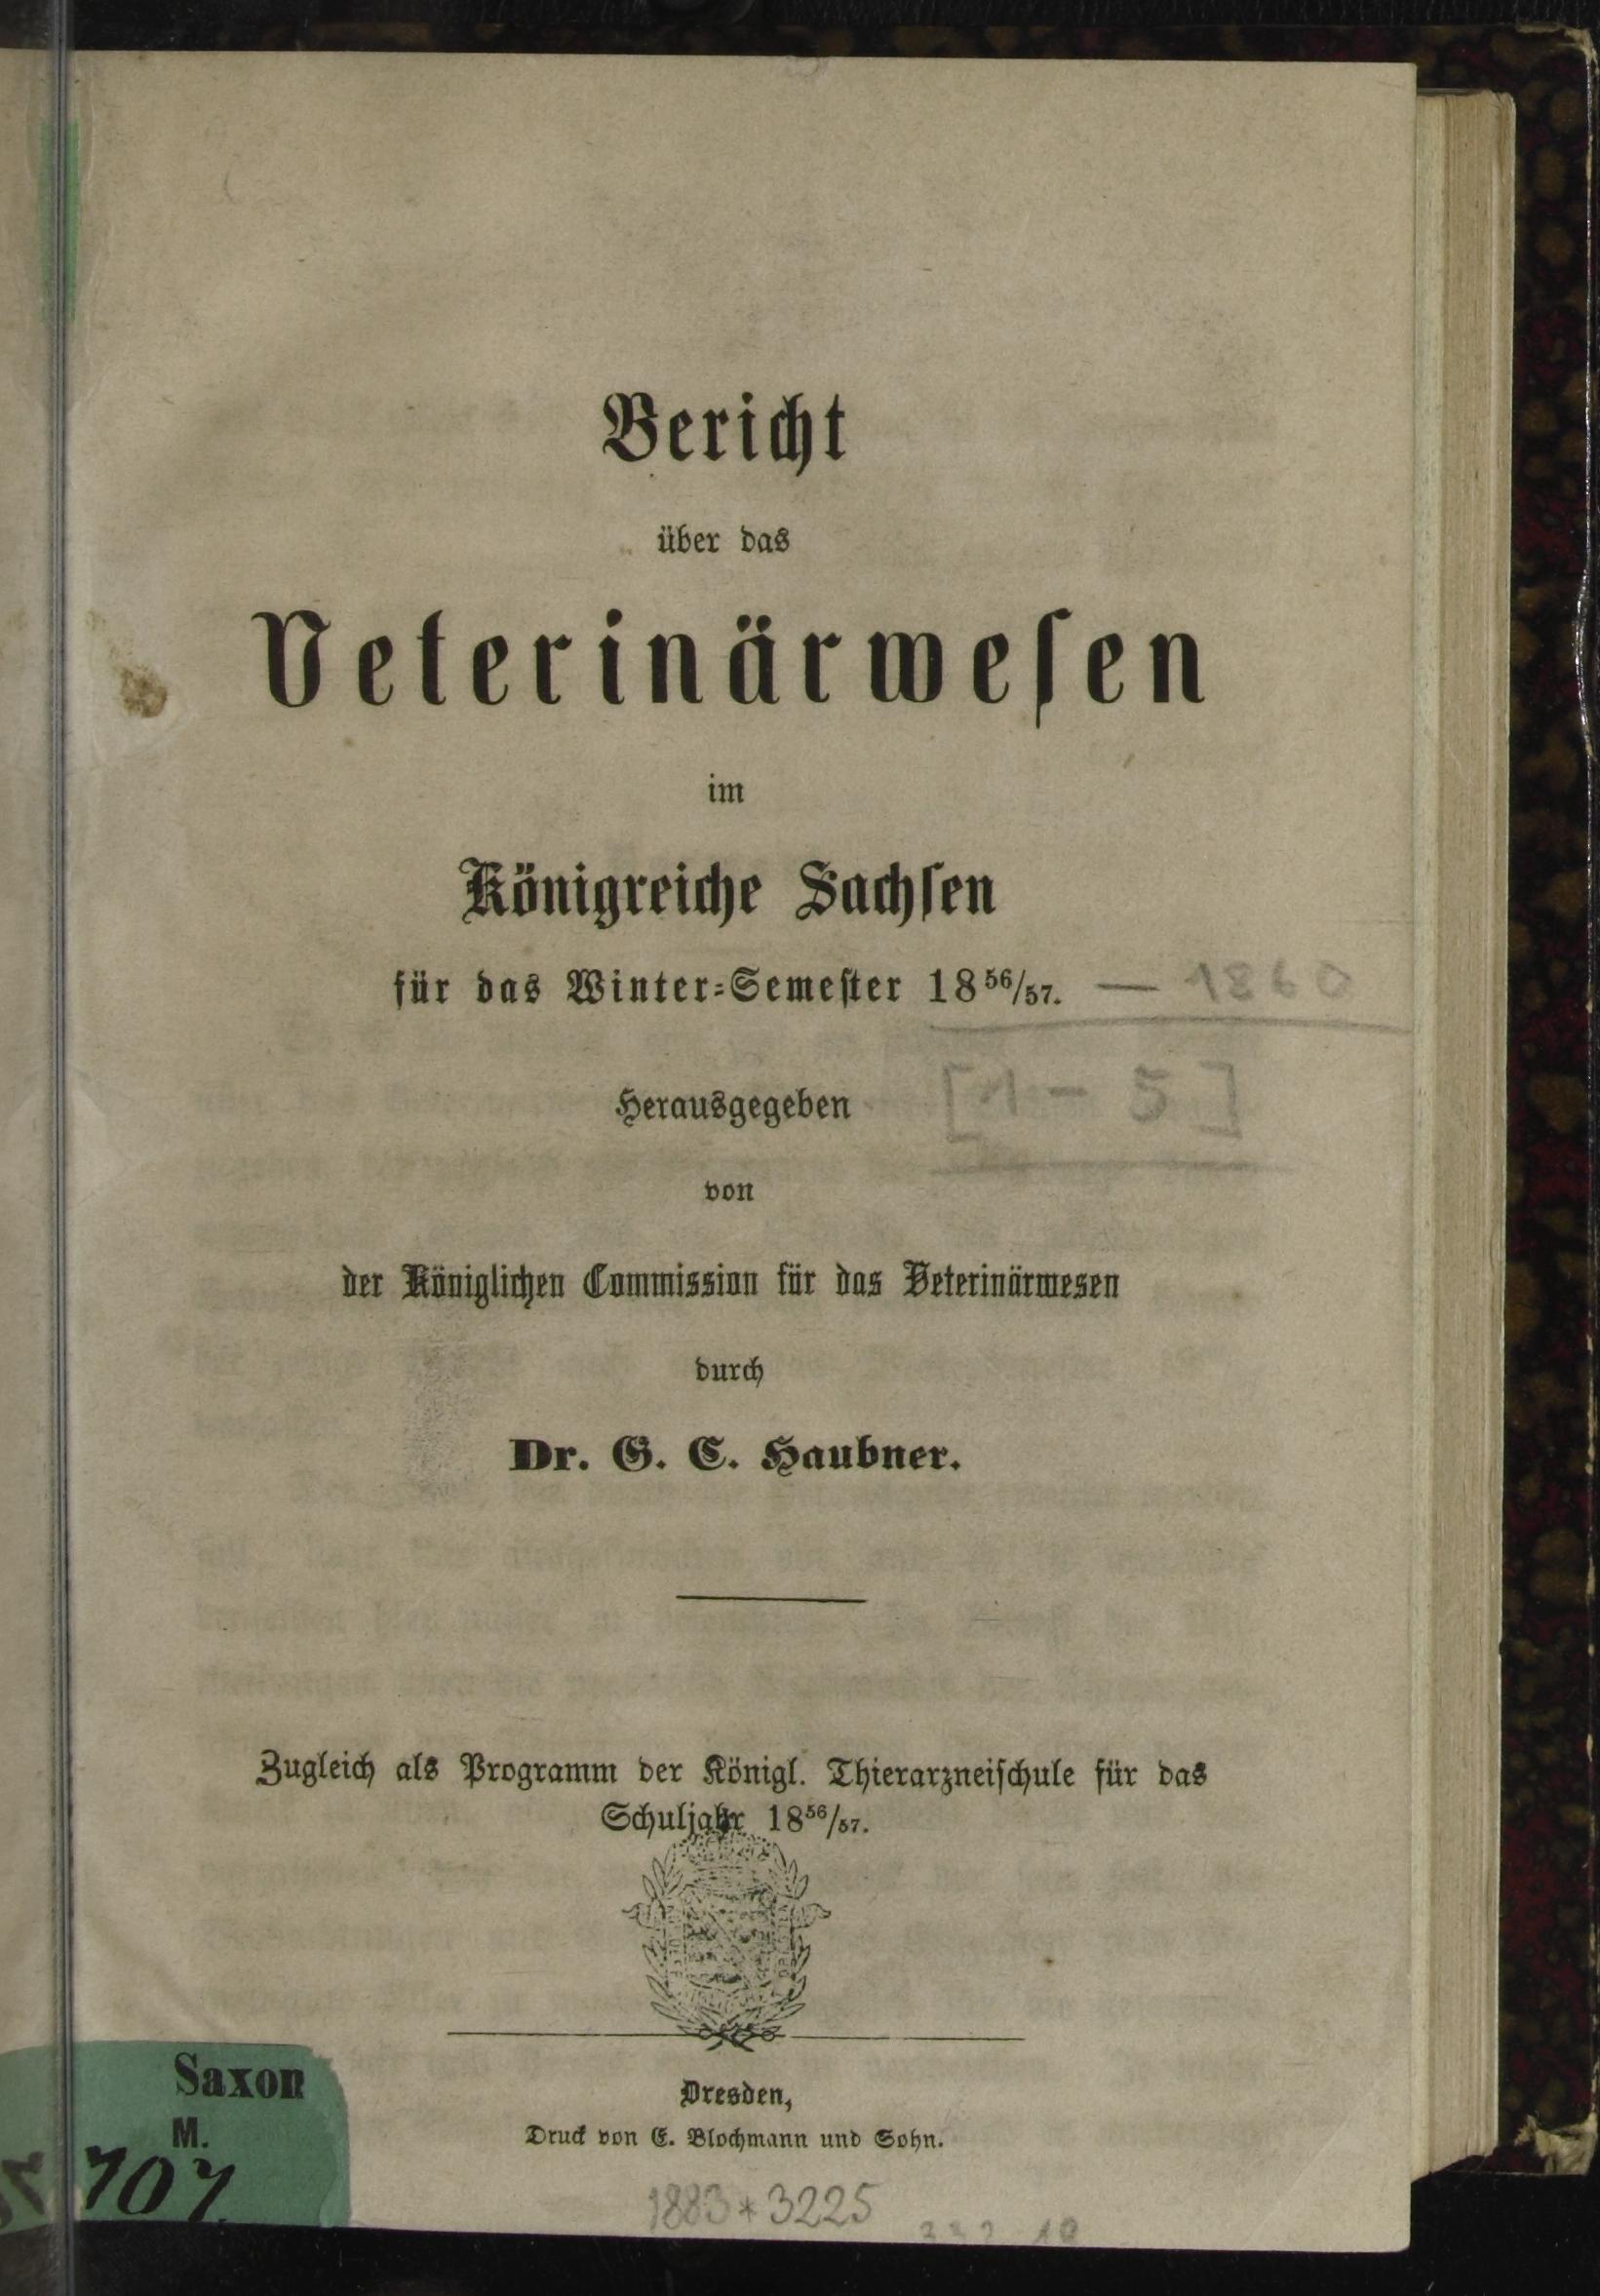 Bericht
über das
Veterinärweſen
im
Königreiche Sachſen
für das Winter-Semeſter 18⁵⁶/₅₇. — 1860
Herausgegeben [1-5]
von
der Königlichen Commission für das Veterinärwesen
durch
Dr. G. C. Haubner.
Zugleich als Programm der Königl. Thierarzneiſchule für das
Schuljahr 18⁵⁶/₅₇.
Dresden,
Druck von E. Blochmann und Sohn.
Saxon
M.
107.
1883*3225